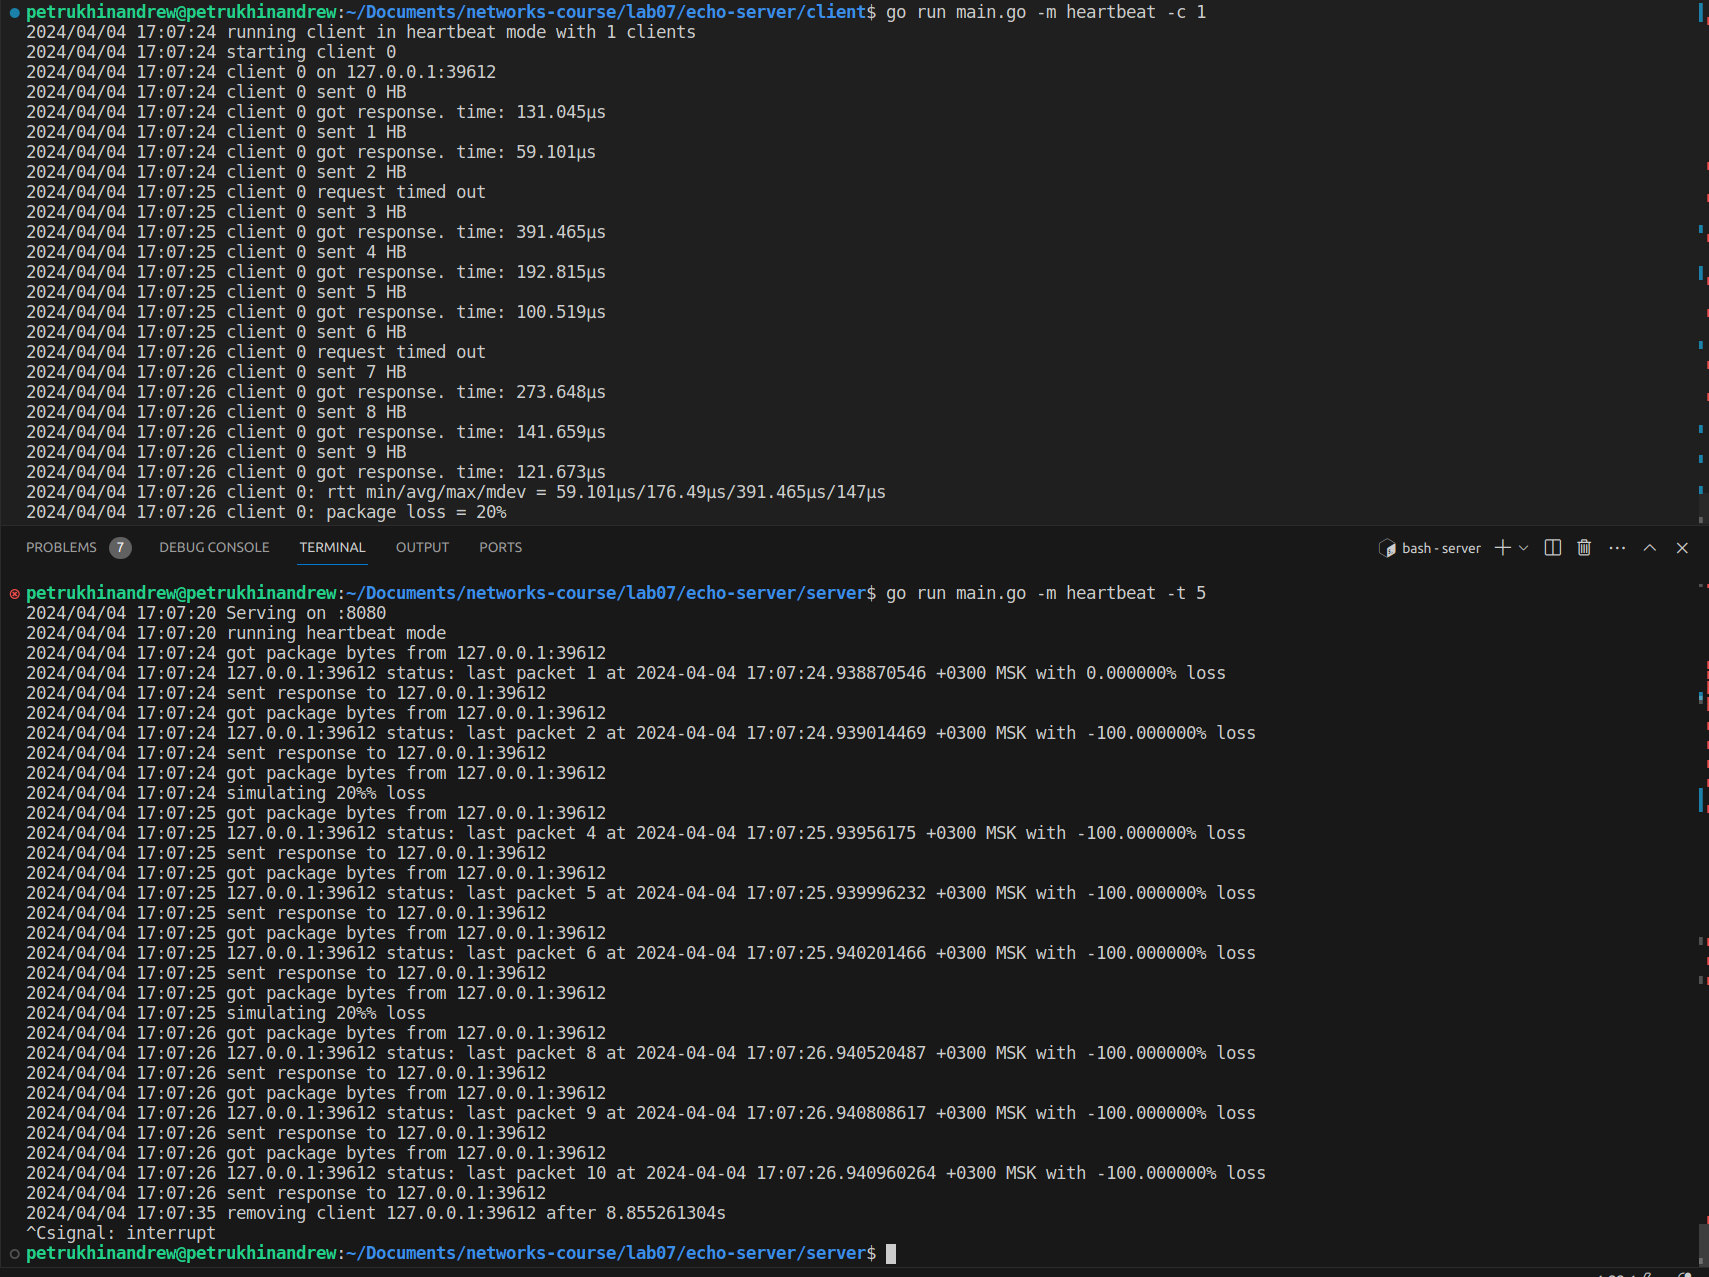 petrukhinandrew@petrukhinandrew:~/Documents/networks-course/lab07/echo-server/client$ go run main.go -m heartbeat -c 1
2024/04/04 17:07:24 running client in heartbeat mode with 1 clients
2024/04/04 17:07:24 starting client 0
2024/04/04 17:07:24 client 0 on 127.0.0.1:39612
2024/04/04 17:07:24 client 0 sent 0 HB
2024/04/04 17:07:24 client 0 got response. time: 131.045µs
2024/04/04 17:07:24 client 0 sent 1 HB
2024/04/04 17:07:24 client 0 got response. time: 59.101µs
2024/04/04 17:07:24 client 0 sent 2 HB
2024/04/04 17:07:25 client 0 request timed out
2024/04/04 17:07:25 client 0 sent 3 HB
2024/04/04 17:07:25 client 0 got response. time: 391.465µs
2024/04/04 17:07:25 client 0 sent 4 HB
2024/04/04 17:07:25 client 0 got response. time: 192.815µs
2024/04/04 17:07:25 client 0 sent 5 HB
2024/04/04 17:07:25 client 0 got response. time: 100.519µs
2024/04/04 17:07:25 client 0 sent 6 HB
2024/04/04 17:07:26 client 0 request timed out
2024/04/04 17:07:26 client 0 sent 7 HB
2024/04/04 17:07:26 client 0 got response. time: 273.648µs
2024/04/04 17:07:26 client 0 sent 8 HB
2024/04/04 17:07:26 client 0 got response. time: 141.659µs
2024/04/04 17:07:26 client 0 sent 9 HB
2024/04/04 17:07:26 client 0 got response. time: 121.673µs
2024/04/04 17:07:26 client 0: rtt min/avg/max/mdev = 59.101µs/176.49µs/391.465µs/147µs
2024/04/04 17:07:26 client 0: package loss = 20%
PROBLEMS 7 DEBUG CONSOLE TERMINAL OUTPUT PORTS bash - server
petrukhinandrew@petrukhinandrew:~/Documents/networks-course/lab07/echo-server/server$ go run main.go -m heartbeat -t 5
2024/04/04 17:07:20 Serving on :8080
2024/04/04 17:07:20 running heartbeat mode
2024/04/04 17:07:24 got package bytes from 127.0.0.1:39612
2024/04/04 17:07:24 127.0.0.1:39612 status: last packet 1 at 2024-04-04 17:07:24.938870546 +0300 MSK with 0.000000% loss
2024/04/04 17:07:24 sent response to 127.0.0.1:39612
2024/04/04 17:07:24 got package bytes from 127.0.0.1:39612
2024/04/04 17:07:24 127.0.0.1:39612 status: last packet 2 at 2024-04-04 17:07:24.939014469 +0300 MSK with -100.000000% loss
2024/04/04 17:07:24 sent response to 127.0.0.1:39612
2024/04/04 17:07:24 got package bytes from 127.0.0.1:39612
2024/04/04 17:07:24 simulating 20%% loss
2024/04/04 17:07:25 got package bytes from 127.0.0.1:39612
2024/04/04 17:07:25 127.0.0.1:39612 status: last packet 4 at 2024-04-04 17:07:25.93956175 +0300 MSK with -100.000000% loss
2024/04/04 17:07:25 sent response to 127.0.0.1:39612
2024/04/04 17:07:25 got package bytes from 127.0.0.1:39612
2024/04/04 17:07:25 127.0.0.1:39612 status: last packet 5 at 2024-04-04 17:07:25.939996232 +0300 MSK with -100.000000% loss
2024/04/04 17:07:25 sent response to 127.0.0.1:39612
2024/04/04 17:07:25 got package bytes from 127.0.0.1:39612
2024/04/04 17:07:25 127.0.0.1:39612 status: last packet 6 at 2024-04-04 17:07:25.940201466 +0300 MSK with -100.000000% loss
2024/04/04 17:07:25 sent response to 127.0.0.1:39612
2024/04/04 17:07:25 got package bytes from 127.0.0.1:39612
2024/04/04 17:07:25 simulating 20%% loss
2024/04/04 17:07:26 got package bytes from 127.0.0.1:39612
2024/04/04 17:07:26 127.0.0.1:39612 status: last packet 8 at 2024-04-04 17:07:26.940520487 +0300 MSK with -100.000000% loss
2024/04/04 17:07:26 sent response to 127.0.0.1:39612
2024/04/04 17:07:26 got package bytes from 127.0.0.1:39612
2024/04/04 17:07:26 127.0.0.1:39612 status: last packet 9 at 2024-04-04 17:07:26.940808617 +0300 MSK with -100.000000% loss
2024/04/04 17:07:26 sent response to 127.0.0.1:39612
2024/04/04 17:07:26 got package bytes from 127.0.0.1:39612
2024/04/04 17:07:26 127.0.0.1:39612 status: last packet 10 at 2024-04-04 17:07:26.940960264 +0300 MSK with -100.000000% loss
2024/04/04 17:07:26 sent response to 127.0.0.1:39612
2024/04/04 17:07:35 removing client 127.0.0.1:39612 after 8.855261304s
^Csignal: interrupt
petrukhinandrew@petrukhinandrew:~/Documents/networks-course/lab07/echo-server/server$